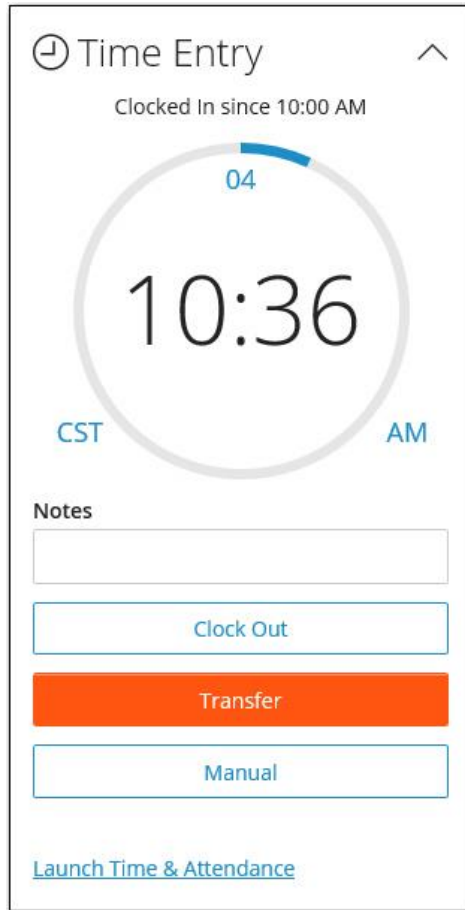 Time Entry
Clocked In since 10:00 AM
04
10:36
CST AM
Notes
Clock Out
Transfer
Manual
Launch Time & Attendance